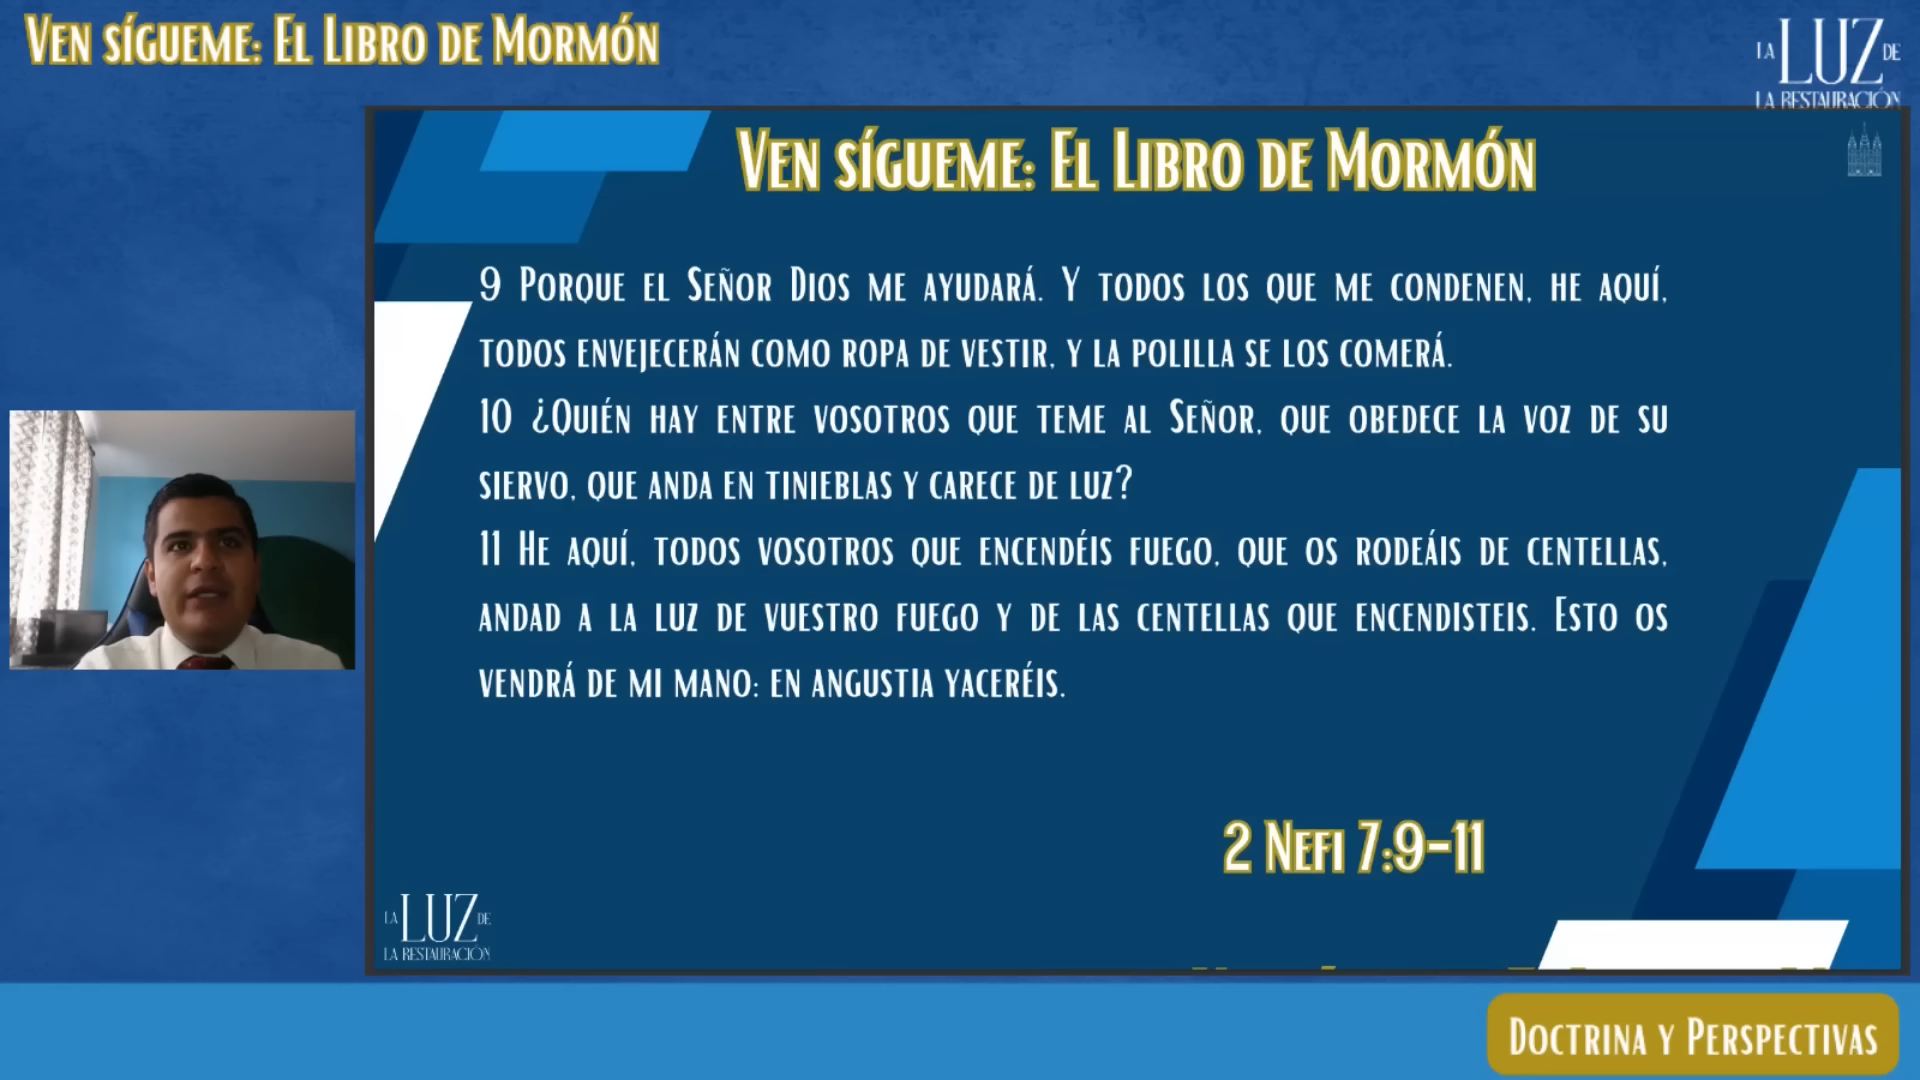 Ven sígueme: El Libro de Mormón
LA LUZ DE
LA RESTAURACIÓN
Ven sígueme: El Libro de Mormón
9 Porque el Señor Dios me ayudará. Y todos los que me condenen, he aquí,
todos envejecerán como ropa de vestir, y la polilla se los comerá.
10 ¿Quién hay entre vosotros que teme al Señor, que obedece la voz de su
siervo, que anda en tinieblas y carece de luz?
11 He aquí, todos vosotros que encendéis fuego, que os rodeáis de centellas,
andad a la luz de vuestro fuego y de las centellas que encendisteis. Esto os
vendrá de mi mano: en angustia yaceréis.
2 Nefi 7:9-11
LA LUZ DE
LA RESTAURACIÓN
Doctrina y Perspectivas